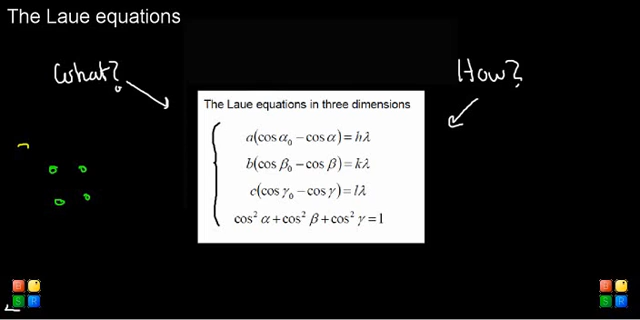 The Laue equations
What?
How?
The Laue equations in three dimensions
a(cos α₀ − cos α) = hλ
b(cos β₀ − cos β) = kλ
c(cos γ₀ − cos γ) = lλ
cos² α + cos² β + cos² γ = 1
B
S R
B
S R